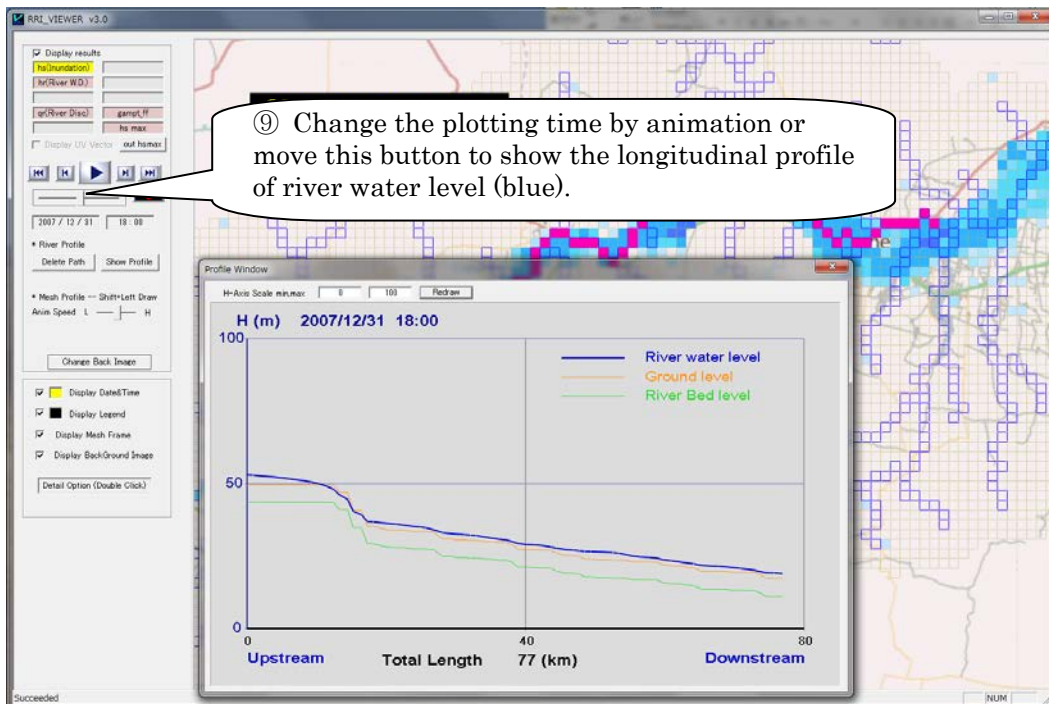 RRI_VIEWER v3.0
Display results
hs(Inundation)
hr(River W.D.)
qr(River Disc) gampt_ff
hs max
Display UV Vector out hsmax
⑨ Change the plotting time by animation or
move this button to show the longitudinal profile
of river water level (blue).
2007 / 12 / 31 18 : 00
* River Profile
Delete Path Show Profile
* Mesh Profile -- Shift+Left Draw
Anim Speed L H
Change Back Image
Display Date&Time
Display Legend
Display Mesh Frame
Display BackGround Image
Detail Option (Double Click)
Profile Window
H-Axis Scale min,max 0 100 Redraw
H (m) 2007/12/31 18:00
100
River water level
Ground level
River Bed level
50
0
0 40 80
Upstream Total Length 77 (km) Downstream
Succeeded NUM